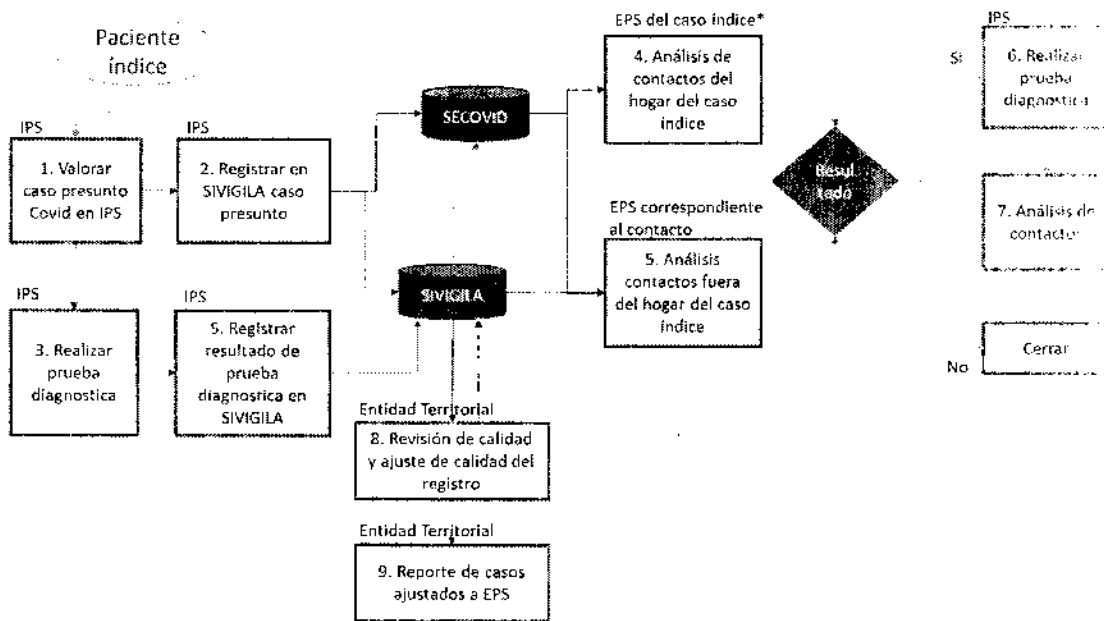 Paciente
índice
IPS
1. Valorar
caso presunto
Covid en IPS
IPS
2. Registrar en
SIVIGILA caso
presunto
IPS
3. Realizar
prueba
diagnostica
IPS
5. Registrar
resultado de
prueba
diagnostica en
SIVIGILA
SECOVID
SIVIGILA
Entidad Territorial
8. Revisión de calidad
y ajuste de calidad del
registro
Entidad Territorial
9. Reporte de casos
ajustados a EPS
EPS del caso índice*
4. Análisis de
contactos del
hogar del caso
índice
EPS correspondiente
al contacto
5. Análisis
contactos fuera
del hogar del caso
índice
Resul
tado
Si
IPS
6. Realizar
prueba
diagnostica
7. Análisis de
contactos
No
Cerrar